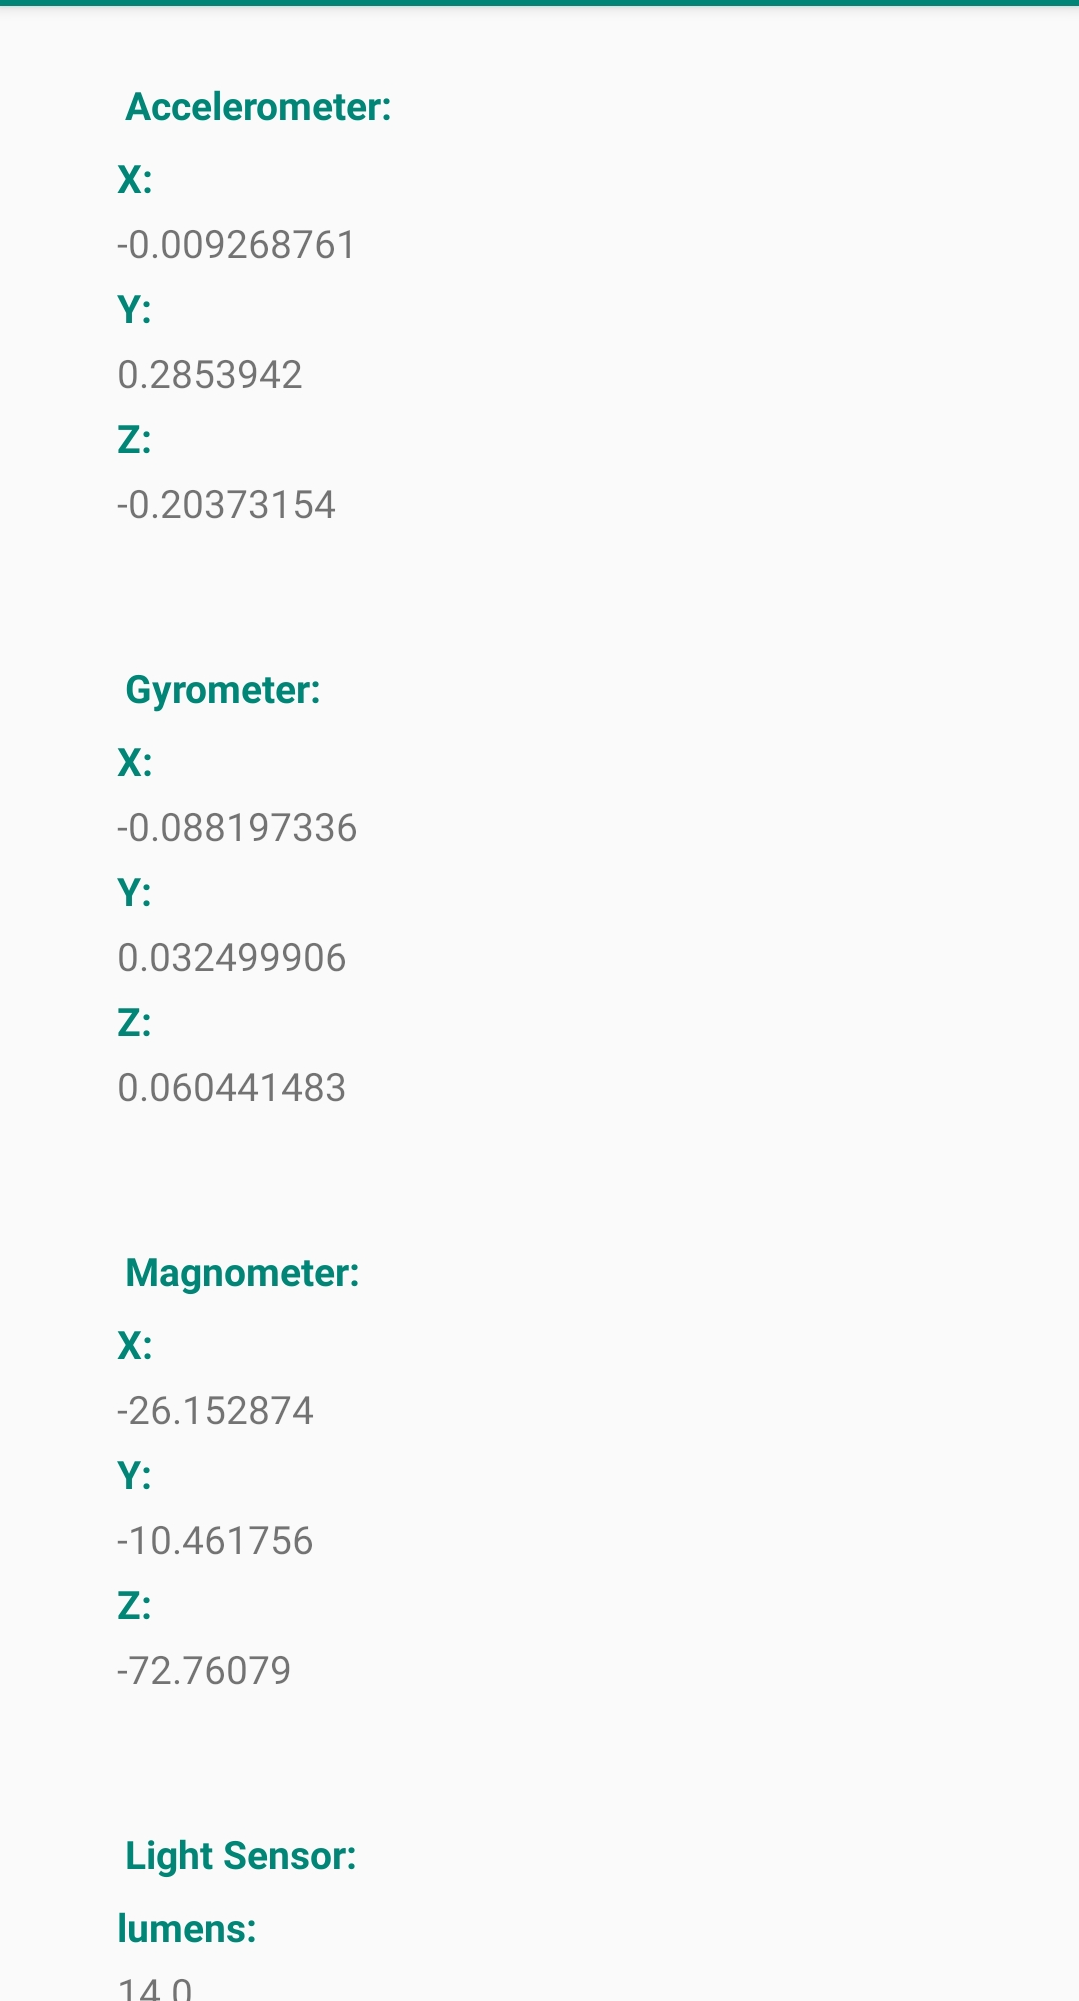 Accelerometer:
X:
-0.009268761
Y:
0.2853942
Z:
-0.20373154
Gyrometer:
X:
-0.088197336
Y:
0.032499906
Z:
0.060441483
Magnometer:
X:
-26.152874
Y:
-10.461756
Z:
-72.76079
Light Sensor:
lumens:
14.0